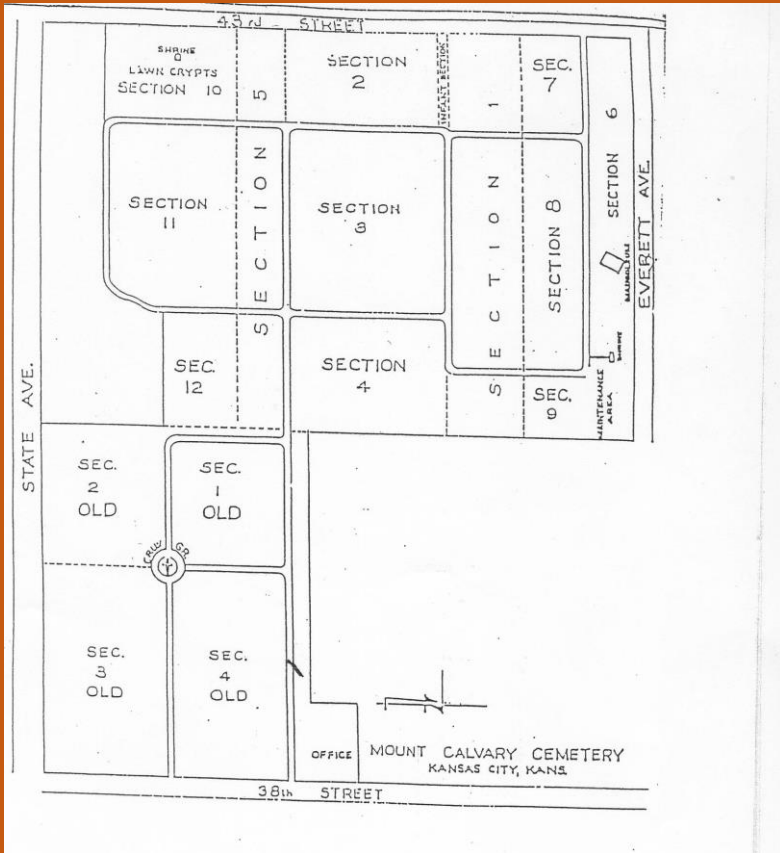 43rd STREET
SHRINE
LAWN CRYPTS
SECTION 10
SECTION 5
SECTION
2
INFANT SECTION
SECTION 1
SEC.
7
SECTION 6
EVERETT AVE.
SECTION
11
SECTION
3
SECTION 8
MAUSOLEUM
SHRINE
SEC.
12
SECTION
4
SEC.
9
MAINTENANCE
AREA
STATE AVE.
SEC.
2
OLD
SEC.
1
OLD
GR.
SEC.
3
OLD
SEC.
4
OLD
OFFICE
MOUNT CALVARY CEMETERY
KANSAS CITY, KANS.
38th STREET